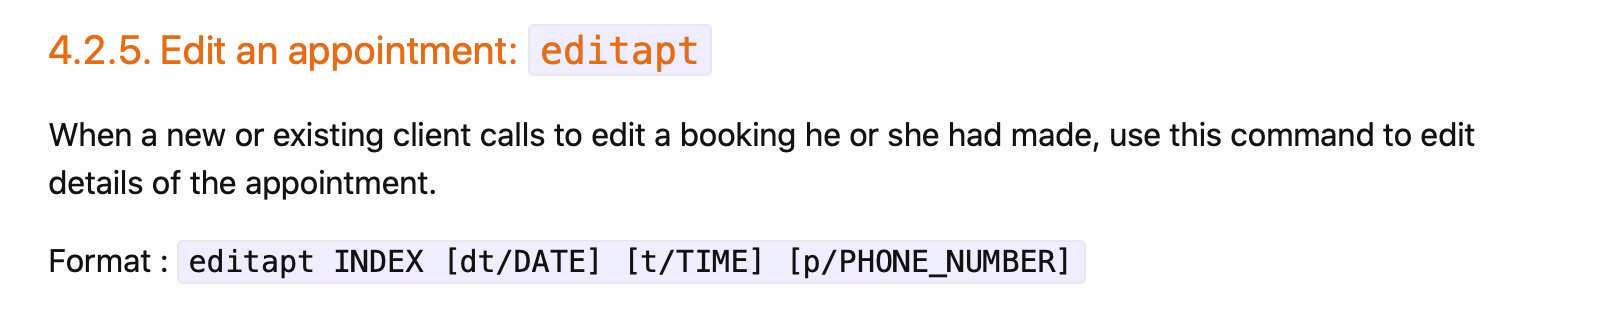 4.2.5. Edit an appointment: editapt
When a new or existing client calls to edit a booking he or she had made, use this command to edit
details of the appointment.
Format : editapt INDEX [dt/DATE] [t/TIME] [p/PHONE_NUMBER]